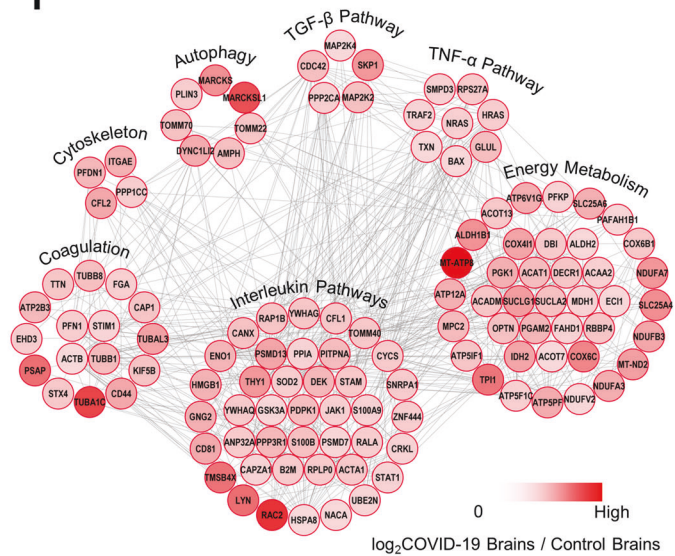 TGF-β Pathway
MAP2K4
CDC42
SKP1
PPP2CA
MAP2K2
Autophagy
MARCKS
PLIN3
MARCKSL1
TOMM70
TOMM22
DYNC1LI2
AMPH
TNF-α Pathway
SMPD3
RPS27A
TRAF2
NRAS
HRAS
TXN
GLUL
BAX
Cytoskeleton
PFDN1
ITGAE
CFL2
PPP1CC
Energy Metabolism
ATP6V1G
PFKP
SLC25A6
ACOT13
PAFAH1B1
ALDH1B1
COX4I1
DBI
ALDH2
COX6B1
MT-ATP8
PGK1
ACAT1
DECR1
ACAA2
NDUFA7
ATP12A
ACADM
SUCLG1
SUCLA2
MDH1
ECI1
SLC25A4
MPC2
OPTN
PGAM2
FAHD1
RBBP4
NDUFB3
ATP5IF1
IDH2
ACOT7
COX6C
MT-ND2
TPI1
ATP5F1C
ATP5PF
NDUFV2
NDUFA3
Coagulation
TTN
TUBB8
FGA
ATP2B3
CAP1
PFN1
STIM1
EHD3
TUBAL3
ACTB
TUBB1
PSAP
KIF5B
STX4
TUBA1C
CD44
Interleukin Pathways
RAP1B
YWHAG
CFL1
CANX
TOMM40
ENO1
PSMD13
PPIA
PITPNA
CYCS
HMGB1
THY1
SOD2
DEK
STAM
SNRPA1
GNG2
YWHAQ
GSK3A
PDPK1
JAK1
S100A9
ZNF444
CD81
ANP32A
PPP3R1
S100B
PSMD7
RALA
CRKL
TMSB4X
CAPZA1
B2M
RPLP0
ACTA1
STAT1
LYN
UBE2N
RAC2
HSPA8
NACA
0
High
log2COVID-19 Brains / Control Brains